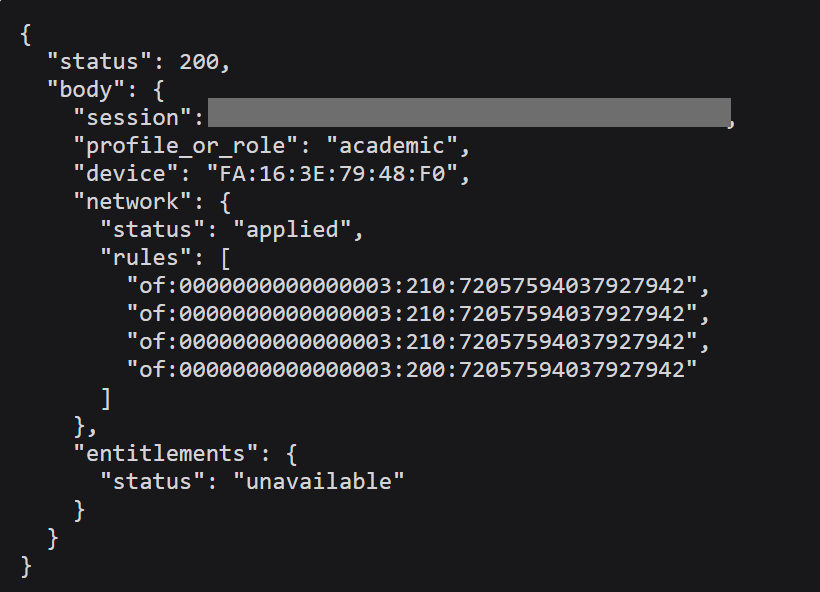 {
  "status": 200,
  "body": {
    "session": ,
    "profile_or_role": "academic",
    "device": "FA:16:3E:79:48:F0",
    "network": {
      "status": "applied",
      "rules": [
        "of:0000000000000003:210:72057594037927942",
        "of:0000000000000003:210:72057594037927942",
        "of:0000000000000003:210:72057594037927942",
        "of:0000000000000003:200:72057594037927942"
      ]
    },
    "entitlements": {
      "status": "unavailable"
    }
  }
}